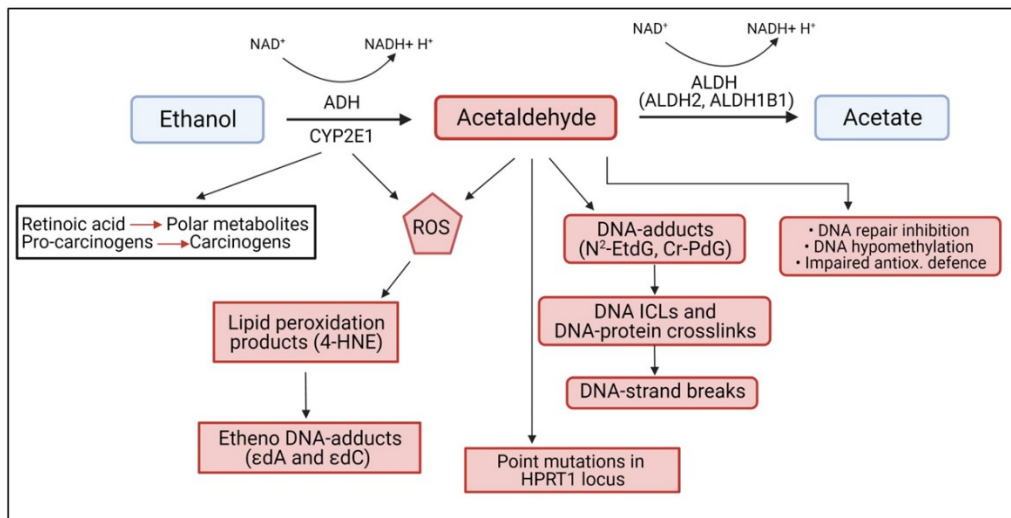 NAD⁺
NADH+ H⁺
NAD⁺
NADH+ H⁺
Ethanol
ADH
CYP2E1
Acetaldehyde
ALDH
(ALDH2, ALDH1B1)
Acetate
Retinoic acid → Polar metabolites
Pro-carcinogens → Carcinogens
ROS
DNA-adducts
(N²-EtdG, Cr-PdG)
• DNA repair inhibition
• DNA hypomethylation
• Impaired antiox. defence
Lipid peroxidation
products (4-HNE)
DNA ICLs and
DNA-protein crosslinks
DNA-strand breaks
Etheno DNA-adducts
(εdA and εdC)
Point mutations in
HPRT1 locus